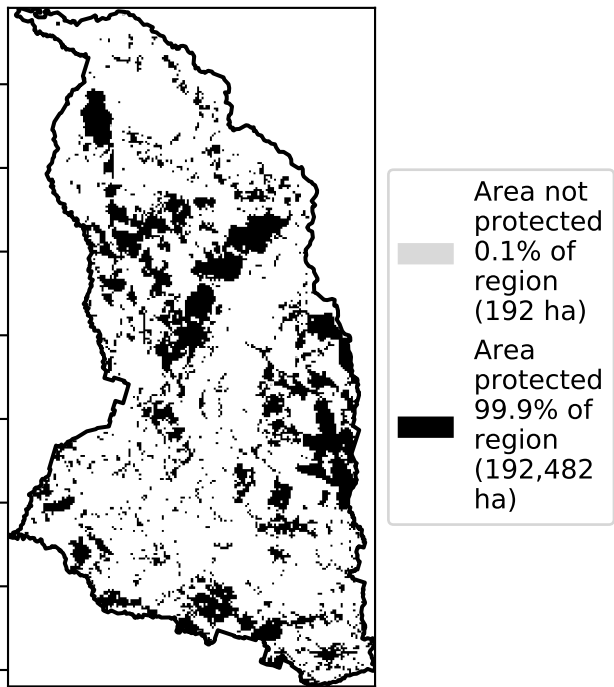 Area not
protected
0.1% of
region
(192 ha)
Area
protected
99.9% of
region
(192,482
ha)